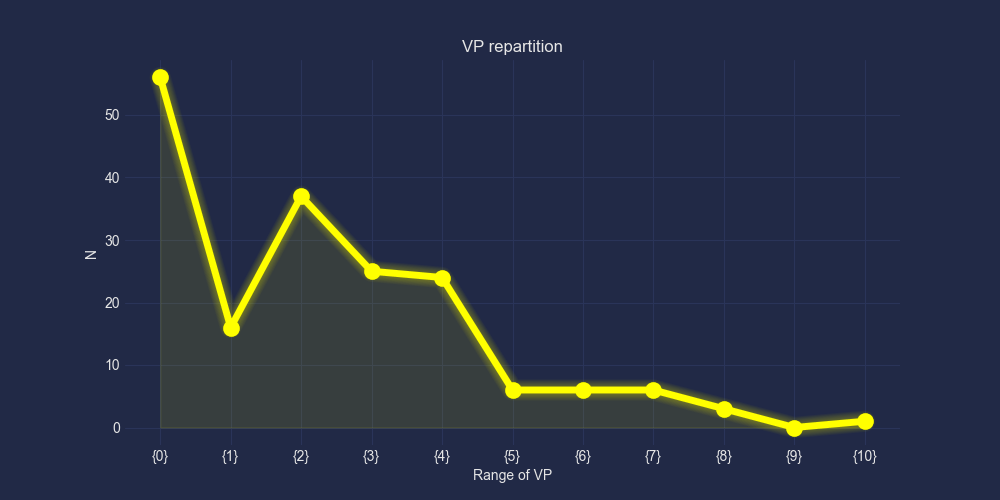 VP repartition
50
40
30
20
10
0
N
{0} {1} {2} {3} {4} {5} {6} {7} {8} {9} {10}
Range of VP